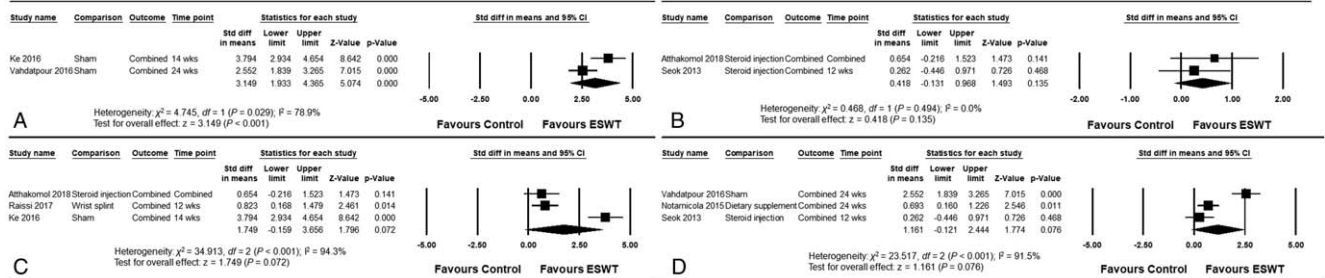 Study name Comparison Outcome Time point Statistics for each study Std diff in means and 95% CI
Std diff in means Lower limit Upper limit Z-Value p-Value
Ke 2016 Sham Combined 14 wks 3.794 2.934 4.654 8.642 0.000
Vahdatpour 2016 Sham Combined 24 wks 2.552 1.839 3.265 7.015 0.000
3.149 1.933 4.365 5.074 0.000
-5.00 -2.50 0.00 2.50 5.00
Heterogeneity: χ² = 4.745, df = 1 (P = 0.029); I² = 78.9%
Test for overall effect: z = 3.149 (P < 0.001)
Favours Control Favours ESWT
A
Study name Comparison Outcome Time point Statistics for each study Std diff in means and 95% CI
Std diff in means Lower limit Upper limit Z-Value p-Value
Atthakomol 2018 Steroid injection Combined Combined 0.654 -0.216 1.523 1.473 0.141
Seok 2013 Steroid injection Combined 12 wks 0.262 -0.446 0.971 0.726 0.468
0.418 -0.131 0.968 1.493 0.135
-2.00 -1.00 0.00 1.00 2.00
Heterogeneity: χ² = 0.468, df = 1 (P = 0.494); I² = 0.0%
Test for overall effect: z = 0.418 (P = 0.135)
Favours Control Favours ESWT
B
Study name Comparison Outcome Time point Statistics for each study Std diff in means and 95% CI
Std diff in means Lower limit Upper limit Z-Value p-Value
Atthakomol 2018 Steroid injection Combined Combined 0.654 -0.216 1.523 1.473 0.141
Raissi 2017 Wrist splint Combined 12 wks 0.823 0.168 1.479 2.461 0.014
Ke 2016 Sham Combined 14 wks 3.794 2.934 4.654 8.642 0.000
1.749 -0.159 3.656 1.796 0.072
-5.00 -2.50 0.00 2.50 5.00
Heterogeneity: χ² = 34.913, df = 2 (P < 0.001); I² = 94.3%
Test for overall effect: z = 1.749 (P = 0.072)
Favours Control Favours ESWT
C
Study name Comparison Outcome Time point Statistics for each study Std diff in means and 95% CI
Std diff in means Lower limit Upper limit Z-Value p-Value
Vahdatpour 2016 Sham Combined 24 wks 2.552 1.839 3.265 7.015 0.000
Notarnicola 2015 Dietary supplement Combined 24 wks 0.693 0.160 1.226 2.546 0.011
Seok 2013 Steroid injection Combined 12 wks 0.262 -0.446 0.971 0.726 0.468
1.161 -0.121 2.444 1.774 0.076
-5.00 -2.50 0.00 2.50 5.00
Heterogeneity: χ² = 23.517, df = 2 (P < 0.001); I² = 91.5%
Test for overall effect: z = 1.161 (P = 0.076)
Favours Control Favours ESWT
D